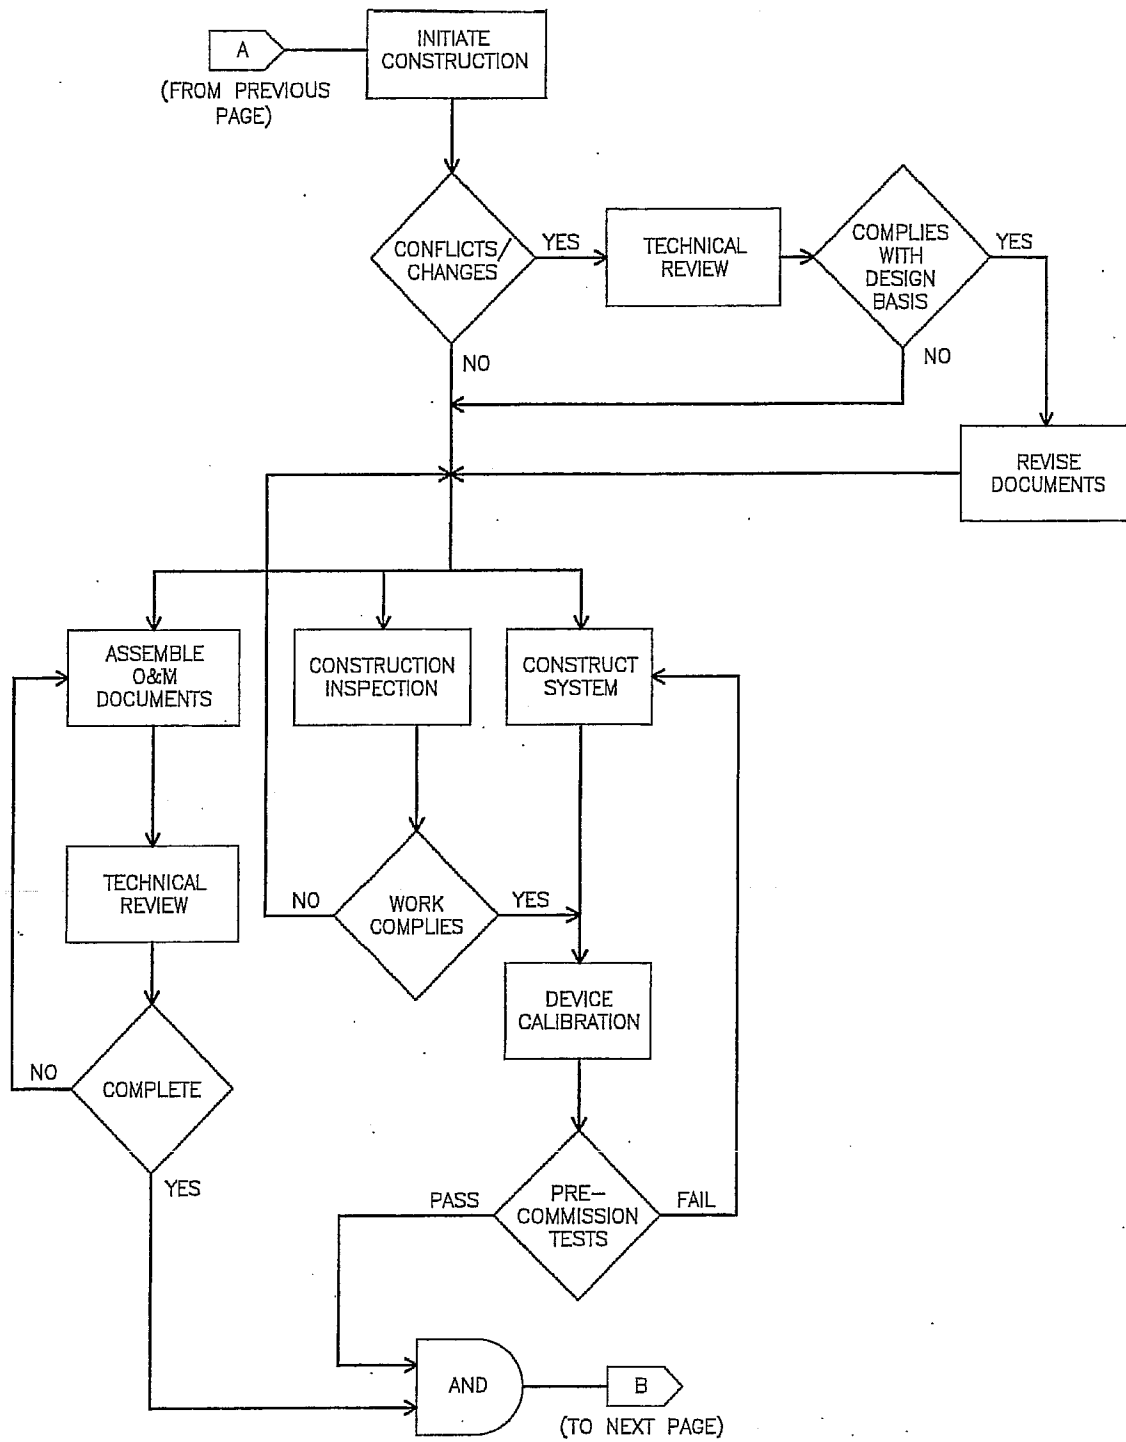 A
(FROM PREVIOUS
PAGE)
INITIATE
CONSTRUCTION
CONFLICTS/
CHANGES
YES
NO
TECHNICAL
REVIEW
COMPLIES
WITH
DESIGN
BASIS
YES
NO
REVISE
DOCUMENTS
ASSEMBLE
O&M
DOCUMENTS
CONSTRUCTION
INSPECTION
CONSTRUCT
SYSTEM
TECHNICAL
REVIEW
NO
WORK
COMPLIES
YES
DEVICE
CALIBRATION
NO
COMPLETE
YES
PASS
PRE-
COMMISSION
TESTS
FAIL
AND
B
(TO NEXT PAGE)